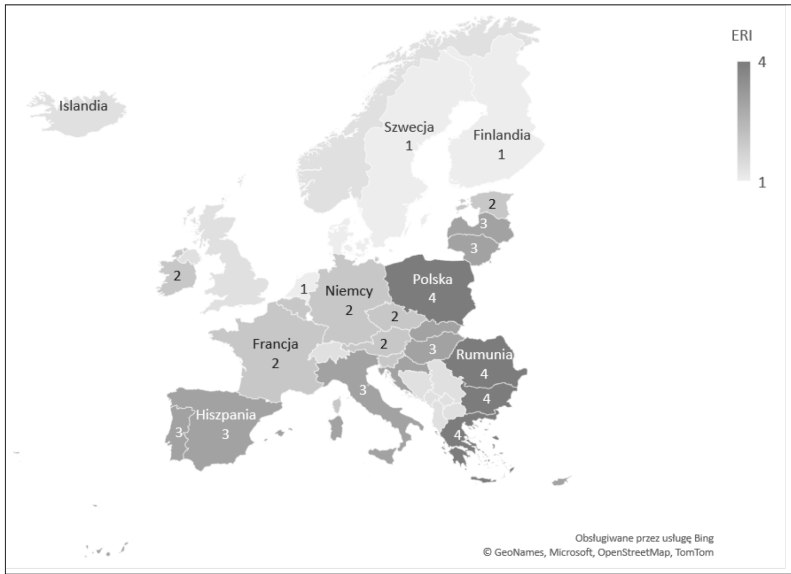 ERI
4
1
Islandia
Szwecja
1
Finlandia
1
2
3
3
2
1
Niemcy
2
Polska
4
2
2
3
Francja
2
Rumunia
4
4
3
Hiszpania
3
3
4
Obsługiwane przez usługę Bing
© GeoNames, Microsoft, OpenStreetMap, TomTom